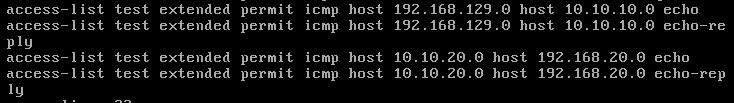 access-list test extended permit icmp host 192.168.129.0 host 10.10.10.0 echo
access-list test extended permit icmp host 192.168.129.0 host 10.10.10.0 echo-re
ply
access-list test extended permit icmp host 10.10.20.0 host 192.168.20.0 echo
access-list test extended permit icmp host 10.10.20.0 host 192.168.20.0 echo-rep
ly